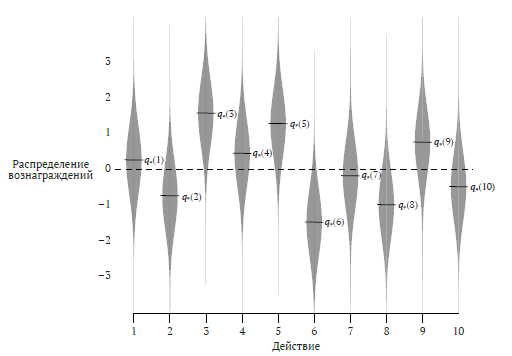 3
2
1
0
−1
−2
−3
Распределение
вознаграждений
q*(1)
q*(2)
q*(3)
q*(4)
q*(5)
q*(6)
q*(7)
q*(8)
q*(9)
q*(10)
1 2 3 4 5 6 7 8 9 10
Действие